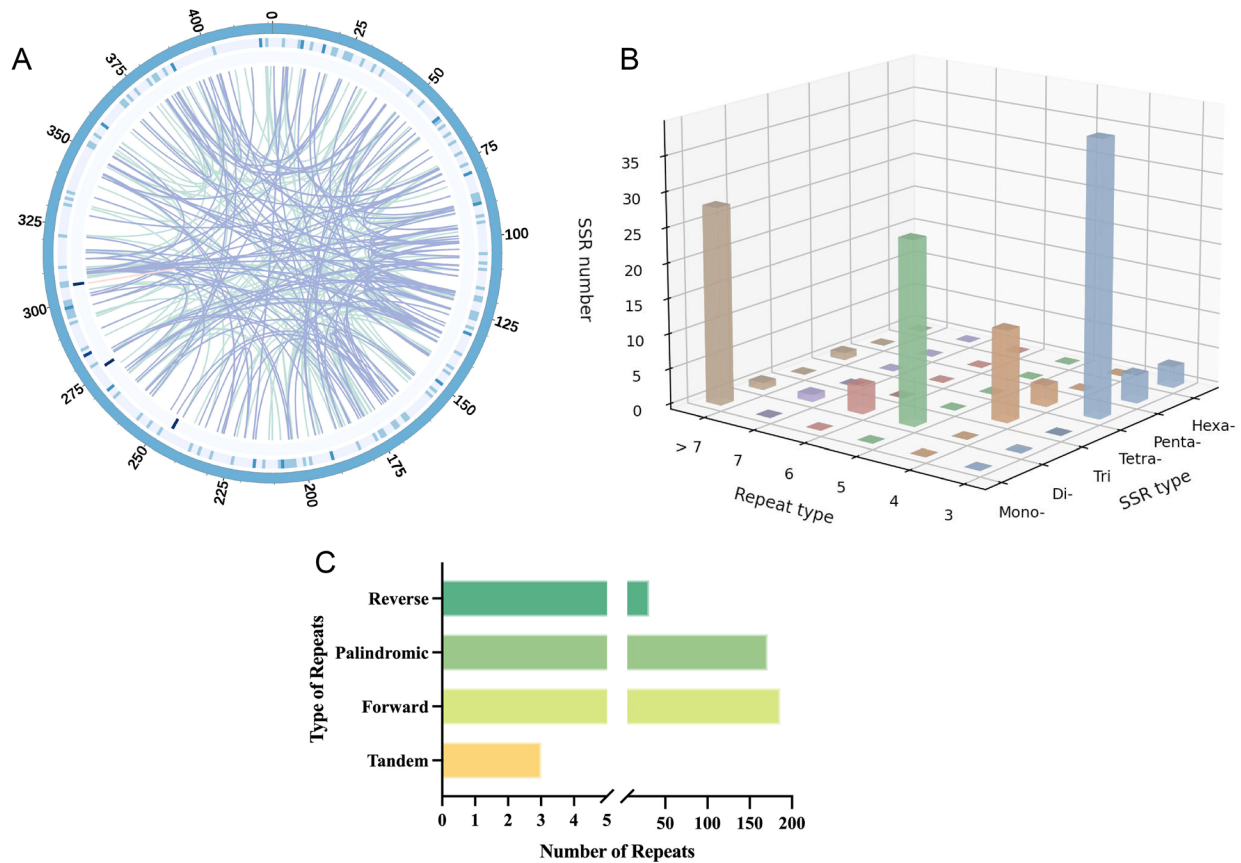 A
0
25
50
75
100
125
150
175
200
225
250
275
300
325
350
375
400
B
SSR number
35
30
25
20
15
10
5
0
> 7
7
6
5
4
3
Repeat type
Mono-
Di-
Tri
Tetra-
Penta-
Hexa-
SSR type
C
Type of Repeats
Reverse
Palindromic
Forward
Tandem
0 1 2 3 4 5 50 100 150 200
Number of Repeats